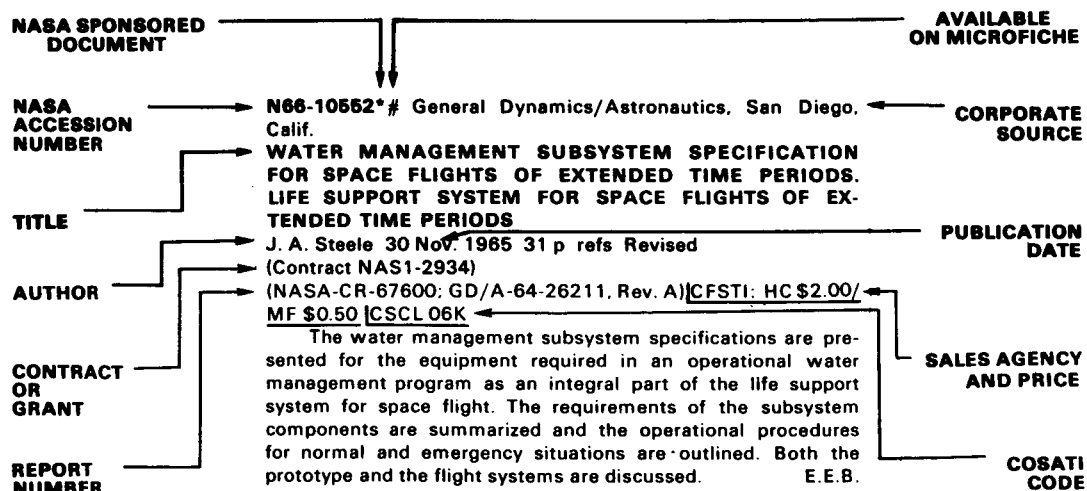 NASA SPONSORED
DOCUMENT
AVAILABLE
ON MICROFICHE
NASA
ACCESSION
NUMBER
N66-10552*# General Dynamics/Astronautics, San Diego,
Calif.
CORPORATE
SOURCE
WATER MANAGEMENT SUBSYSTEM SPECIFICATION
FOR SPACE FLIGHTS OF EXTENDED TIME PERIODS.
LIFE SUPPORT SYSTEM FOR SPACE FLIGHTS OF EX-
TENDED TIME PERIODS
TITLE
J. A. Steele 30 Nov. 1965 31 p refs Revised
PUBLICATION
DATE
(Contract NAS1-2934)
AUTHOR
(NASA-CR-67600; GD/A-64-26211, Rev. A) CFSTI: HC $2.00/
MF $0.50 CSCL 06K
The water management subsystem specifications are pre-
sented for the equipment required in an operational water
management program as an integral part of the life support
system for space flight. The requirements of the subsystem
components are summarized and the operational procedures
for normal and emergency situations are outlined. Both the
prototype and the flight systems are discussed. E.E.B.
CONTRACT
OR
GRANT
SALES AGENCY
AND PRICE
REPORT
NUMBER
COSATI
CODE